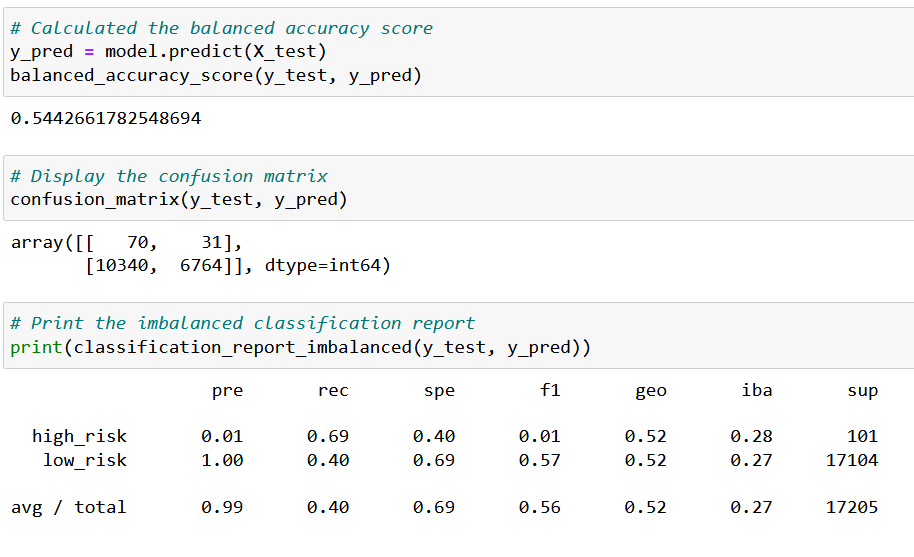 # Calculated the balanced accuracy score
y_pred = model.predict(X_test)
balanced_accuracy_score(y_test, y_pred)
0.5442661782548694
# Display the confusion matrix
confusion_matrix(y_test, y_pred)
array([[   70,    31],
       [10340,  6764]], dtype=int64)
# Print the imbalanced classification report
print(classification_report_imbalanced(y_test, y_pred))
                   pre       rec       spe        f1       geo       iba       sup
  high_risk       0.01      0.69      0.40      0.01      0.52      0.28       101
   low_risk       1.00      0.40      0.69      0.57      0.52      0.27     17104
avg / total       0.99      0.40      0.69      0.56      0.52      0.27     17205